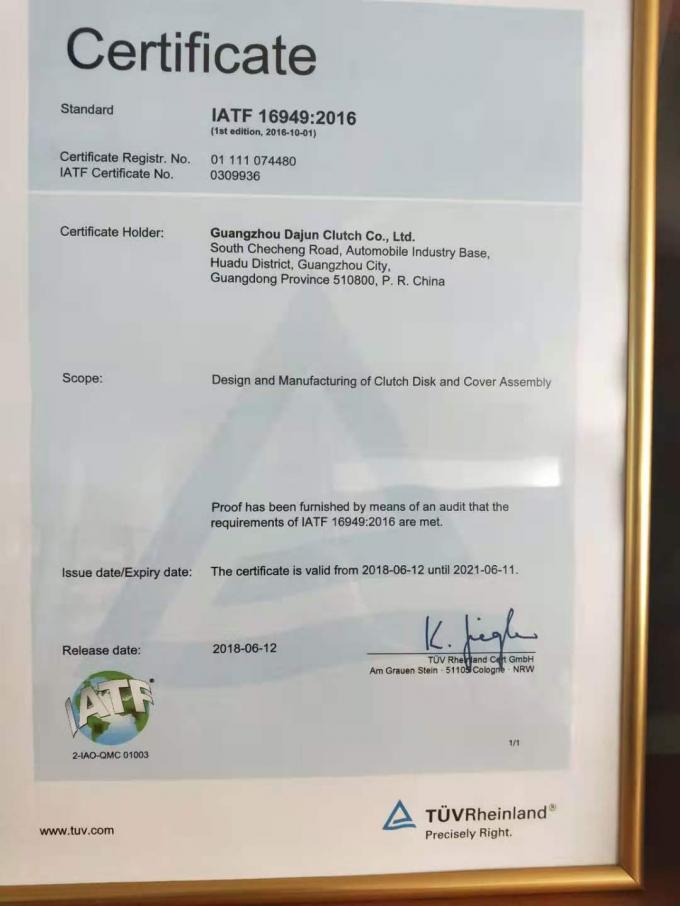 Certificate
Standard
IATF 16949:2016
(1st edition, 2016-10-01)
Certificate Registr. No. 01 111 074480
IATF Certificate No. 0309936
Certificate Holder:
Guangzhou Dajun Clutch Co., Ltd.
South Checheng Road, Automobile Industry Base,
Huadu District, Guangzhou City,
Guangdong Province 510800, P. R. China
Scope: Design and Manufacturing of Clutch Disk and Cover Assembly
Proof has been furnished by means of an audit that the
requirements of IATF 16949:2016 are met.
Issue date/Expiry date: The certificate is valid from 2018-06-12 until 2021-06-11.
Release date: 2018-06-12
TÜV Rheinland Cert GmbH
Am Grauen Stein · 51105 Cologne · NRW
IATF
2-IAO-QMC 01003
1/1
www.tuv.com
TÜVRheinland®
Precisely Right.